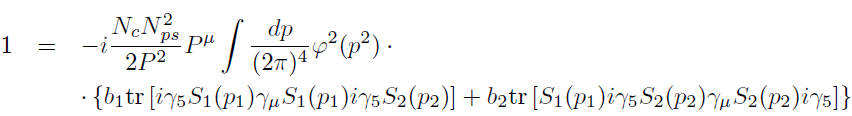 1 = -i \frac{N_c N_{ps}^2}{2P^2} P^\mu \int \frac{dp}{(2\pi)^4} \varphi^2(p^2) \cdot
\cdot \{b_1 \mathrm{tr}\,[i\gamma_5 S_1(p_1)\gamma_\mu S_1(p_1) i\gamma_5 S_2(p_2)] + b_2 \mathrm{tr}\,[S_1(p_1) i\gamma_5 S_2(p_2)\gamma_\mu S_2(p_2) i\gamma_5]\}